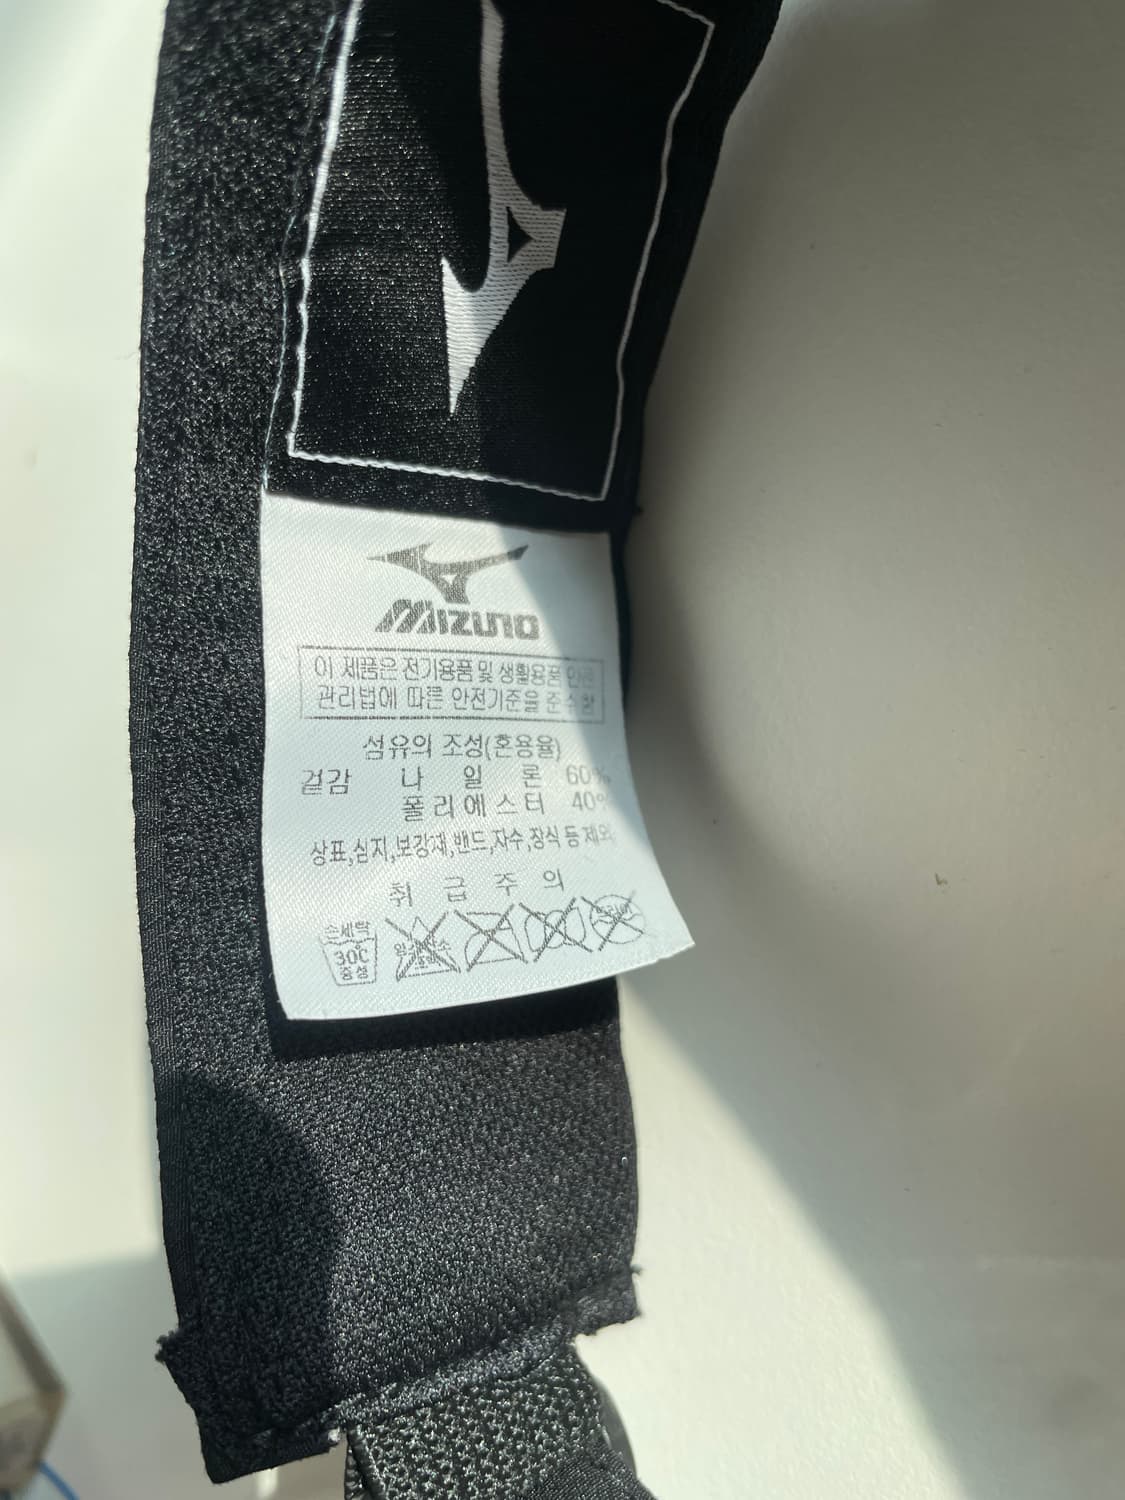 MIZUNO
이 제품은 전기용품 및 생활용품 안전
관리법에 따른 안전기준을 준수함
섬유의 조성(혼용율)
겉감 나 일 론 60%
폴리에스터 40%
상표,심지,보강재,밴드,자수,장식 등 제외
취 급 주 의
손세탁
30℃
중성